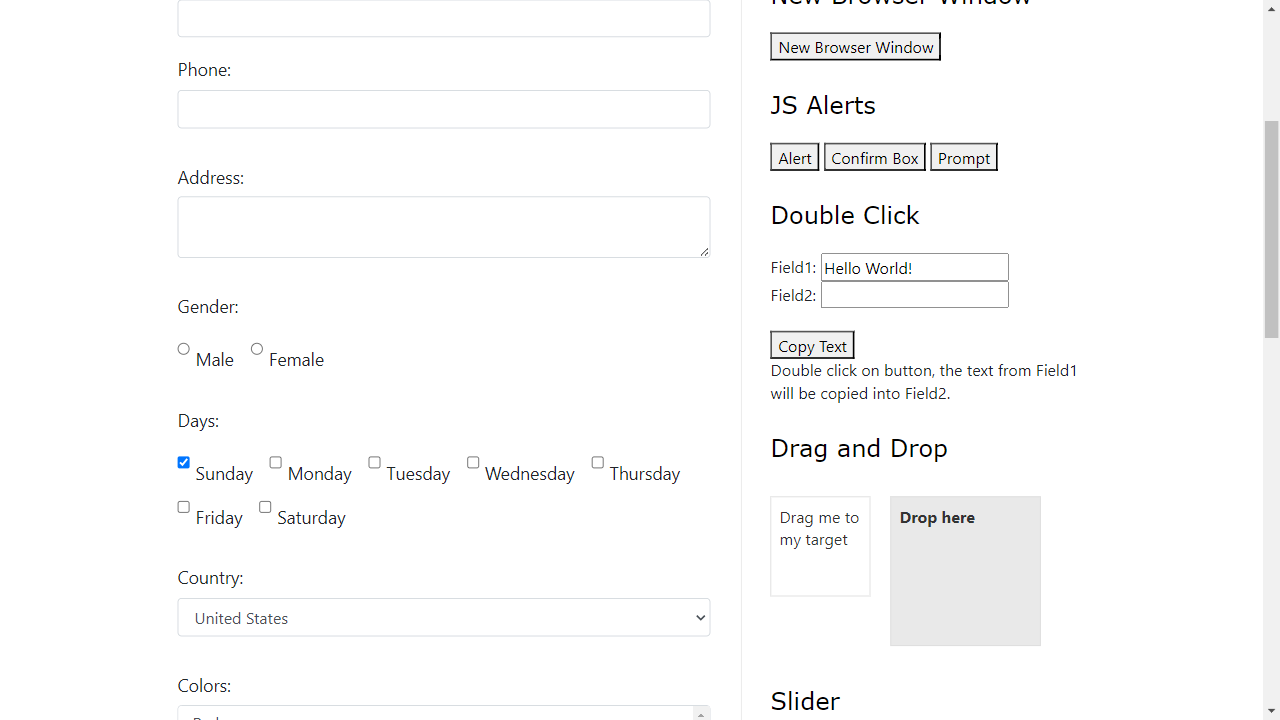 Phone:
Address:
Gender:
Male Female
Days:
Sunday Monday Tuesday Wednesday Thursday
Friday Saturday
Country:
United States
Colors:
New Browser Window
New Browser Window
JS Alerts
Alert Confirm Box Prompt
Double Click
Field1: Hello World!
Field2:
Copy Text
Double click on button, the text from Field1
will be copied into Field2.
Drag and Drop
Drag me to
my target
Drop here
Slider